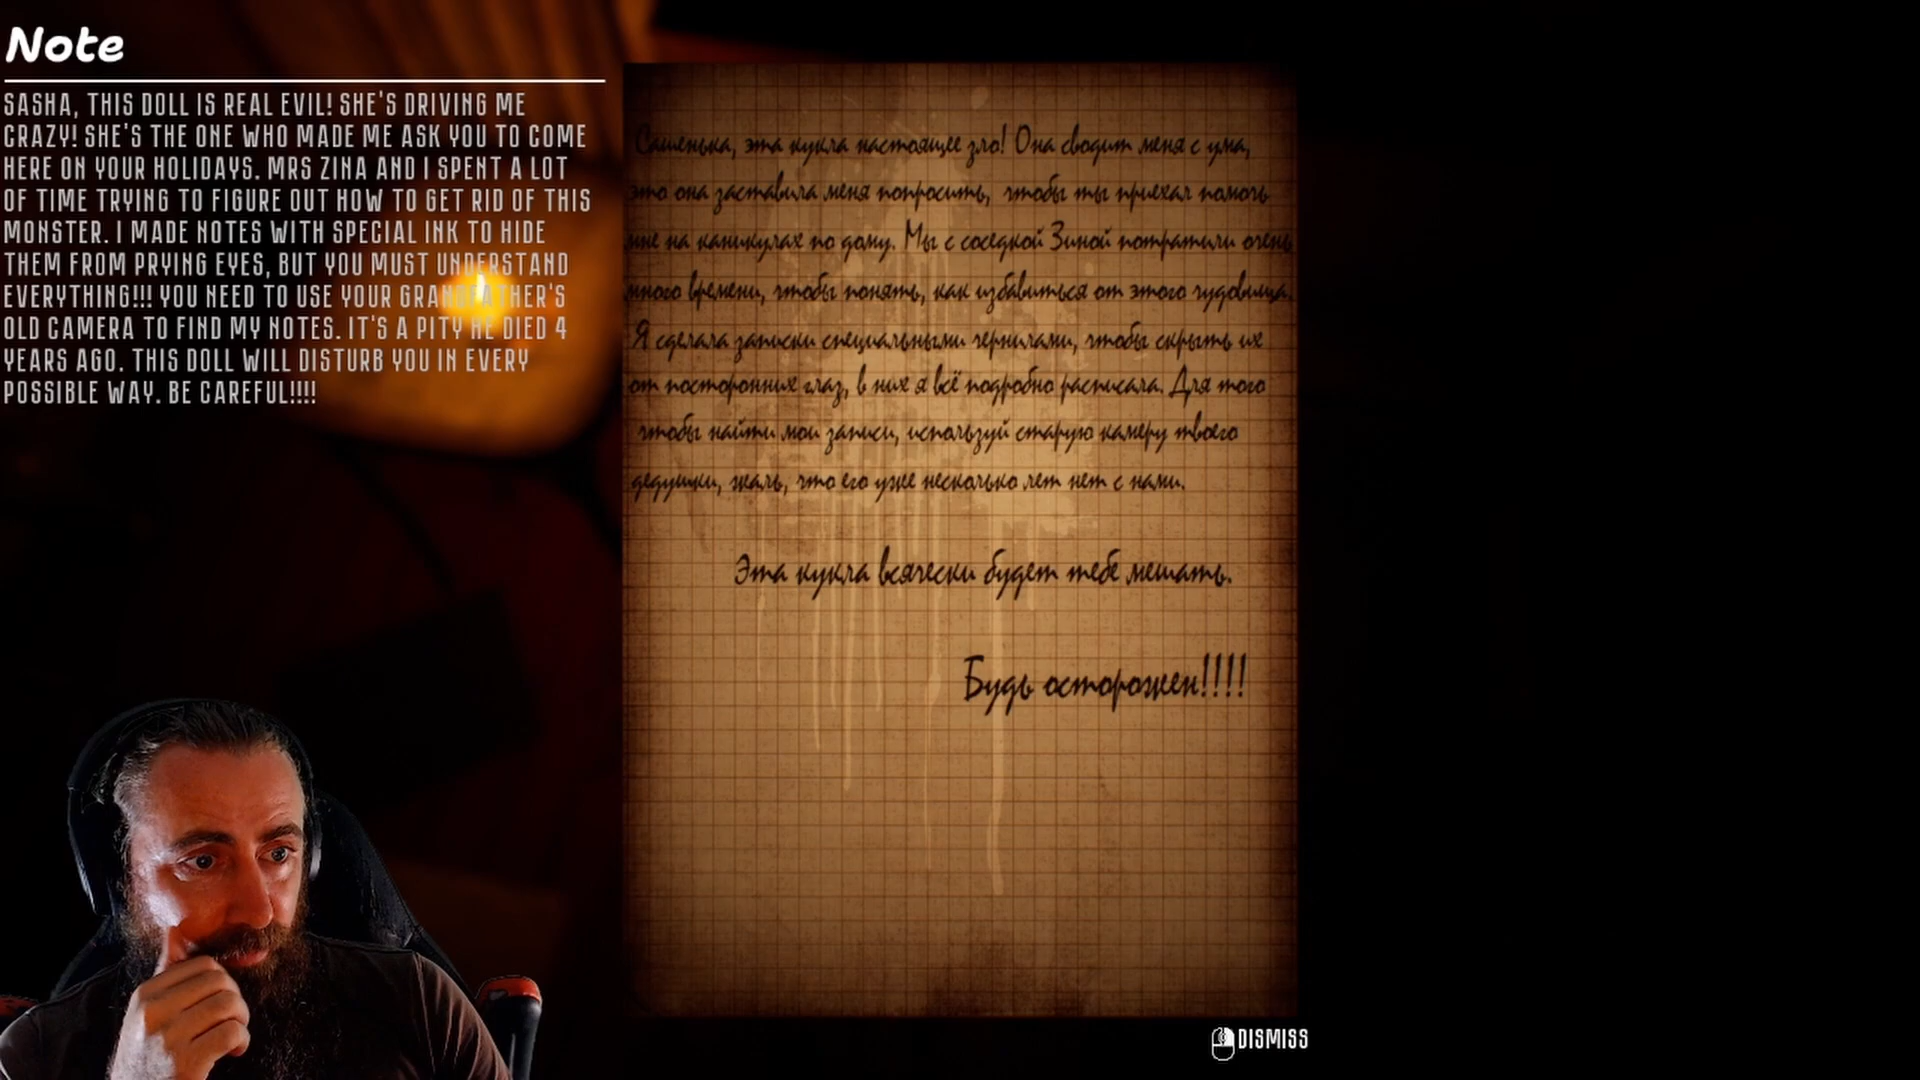 Note
SASHA, THIS DOLL IS REAL EVIL! SHE'S DRIVING ME
CRAZY! SHE'S THE ONE WHO MADE ME ASK YOU TO COME
HERE ON YOUR HOLIDAYS. MRS ZINA AND I SPENT A LOT
OF TIME TRYING TO FIGURE OUT HOW TO GET RID OF THIS
MONSTER. I MADE NOTES WITH SPECIAL INK TO HIDE
THEM FROM PRYING EYES, BUT YOU MUST UNDERSTAND
EVERYTHING!!! YOU NEED TO USE YOUR GRANDFATHER'S
OLD CAMERA TO FIND MY NOTES. IT'S A PITY HE DIED 4
YEARS AGO. THIS DOLL WILL DISTURB YOU IN EVERY
POSSIBLE WAY. BE CAREFUL!!!!
Сашенька, эта кукла настоящее зло! Она сводит меня с ума,
это она заставила меня попросить, чтобы ты приехал помочь
мне на каникулах по дому. Мы с соседкой Зиной потратили очень
много времени, чтобы понять, как избавиться от этого чудовища.
Я сделала записки специальными чернилами, чтобы скрыть их
от посторонних глаз, в них я всё подробно расписала. Для того
чтобы найти мои записи, используй старую камеру твоего
дедушки, жаль, что его уже несколько лет нет с нами.
Эта кукла всячески будет тебе мешать.
Будь осторожен!!!!
DISMISS